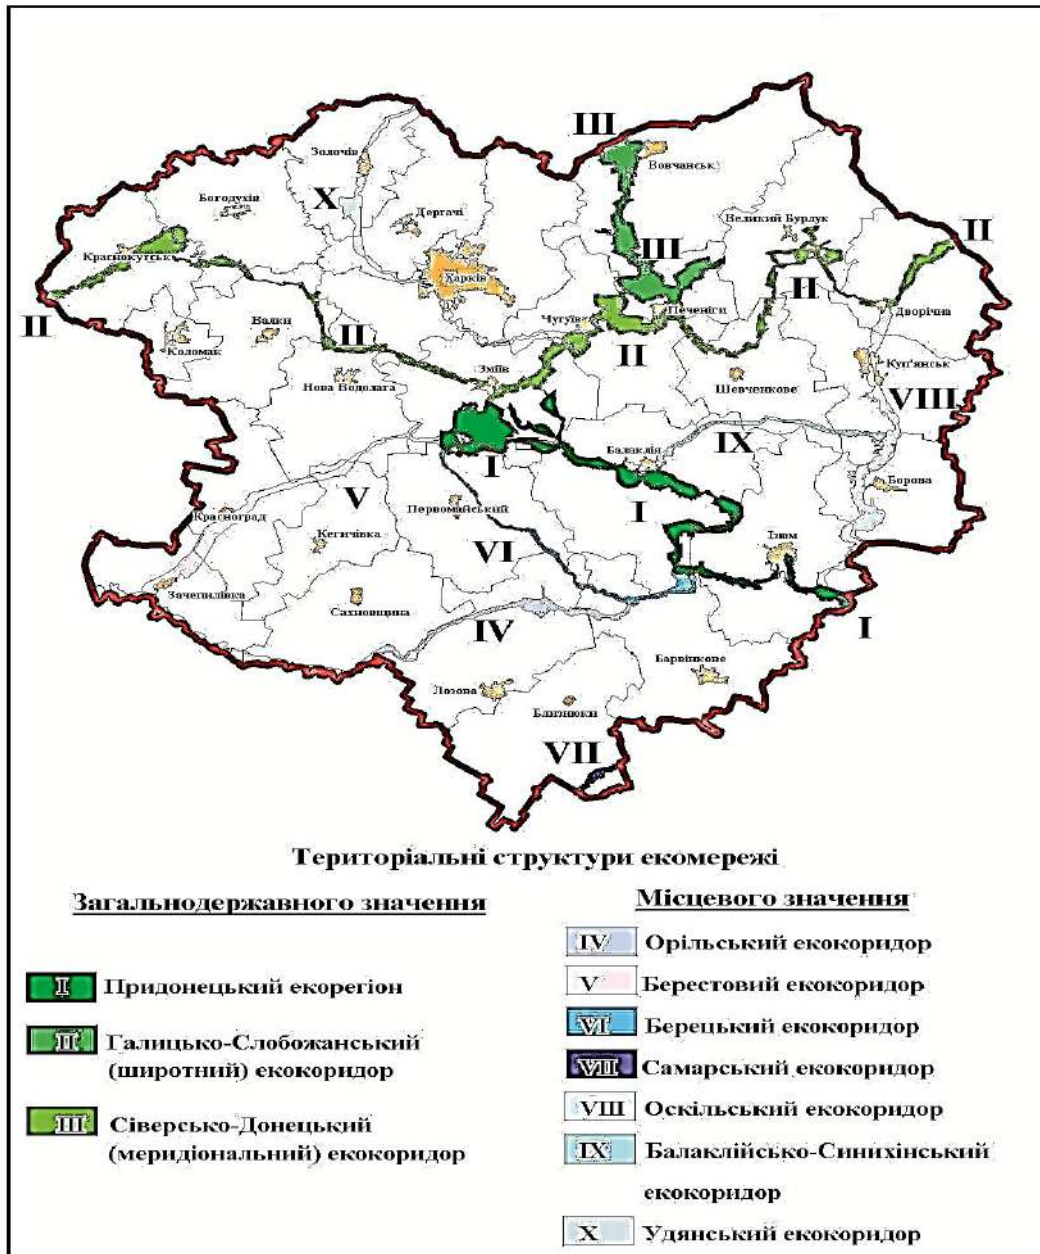 III
Золочів
Вовчанськ
Богодухів
X
Дергачі
Великий Бурлук
II
Краснокутськ
III
Харків
II
II
Печеніги
Дворічна
Чугуїв
Валки
II
II
Коломак
Зміїв
Куп'янськ
Нова Водолага
Шевченкове
VIII
IX
Балаклія
I
Борова
V
Первомайський
I
Красноград
Кегичівка
VI
I
Ізюм
Зачепилівка
Сахновщина
IV
I
Барвінкове
Лозова
Близнюки
VII
Територіальні структури екомережі
Загальнодержавного значення
I Придонецький екорегіон
II Галицько-Слобожанський
(широтний) екокоридор
III Сіверсько-Донецький
(меридіональний) екокоридор
Місцевого значення
IV Орільський екокоридор
V Берестовий екокоридор
VI Берецький екокоридор
VII Самарський екокоридор
VIII Оскільський екокоридор
IX Балаклійсько-Синихінський
екокоридор
X Удянський екокоридор